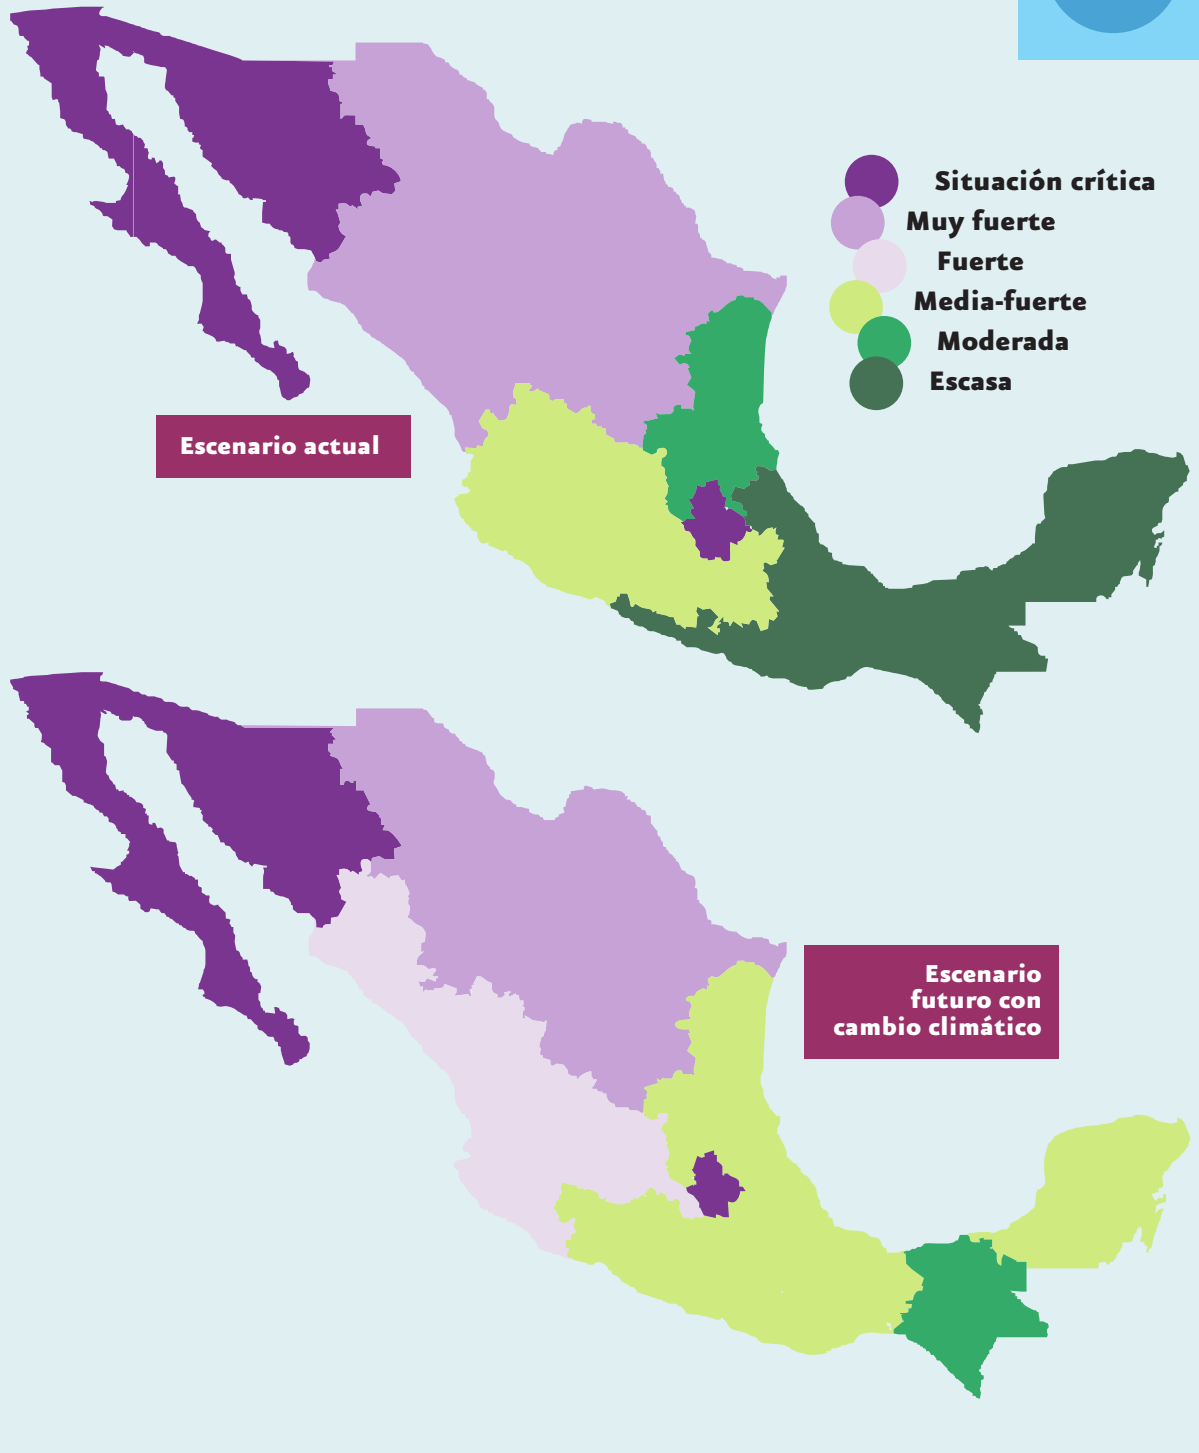 Situación crítica
Muy fuerte
Fuerte
Media-fuerte
Moderada
Escasa
Escenario actual
Escenario
futuro con
cambio climático